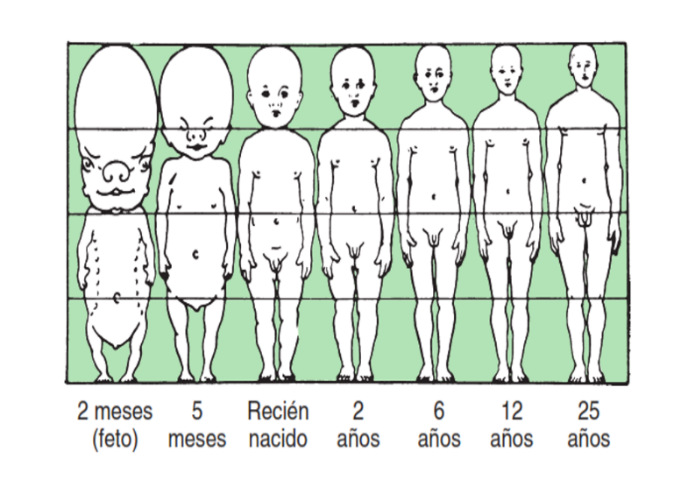 2 meses
(feto)
5
meses
Recién
nacido
2
años
6
años
12
años
25
años